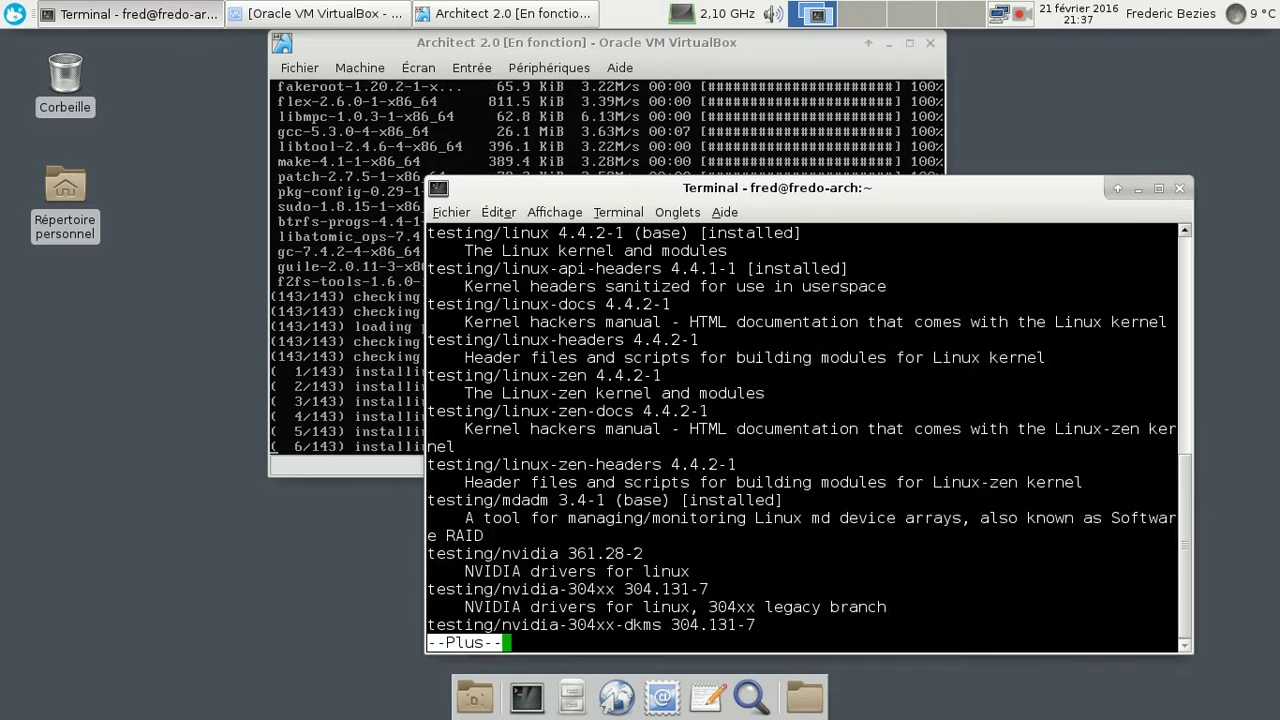 Terminal - fred@fredo-ar...
[Oracle VM VirtualBox - ...
Architect 2.0 [En fonctio...
2,10 GHz
21 février 2016
21:37
Frederic Bezies
9 °C
Corbeille
Répertoire
personnel
Architect 2.0 [En fonction] - Oracle VM VirtualBox
Fichier Machine Écran Entrée Périphériques Aide
fakeroot-1.20.2-1-x... 65.9 KiB 3.22M/s 00:00 [######################] 100%
flex-2.6.0-1-x86_64 811.5 KiB 3.39M/s 00:00 [######################] 100%
libmpc-1.0.3-1-x86_64 62.8 KiB 6.13M/s 00:00 [######################] 100%
gcc-5.3.0-4-x86_64 26.1 MiB 3.63M/s 00:07 [######################] 100%
libtool-2.4.6-4-x86_64 396.1 KiB 3.22M/s 00:00 [######################] 100%
make-4.1-1-x86_64 389.4 KiB 3.28M/s 00:00 [######################] 100%
patch-2.7.5-1-x86_64
pkg-config-0.29-1-
sudo-1.8.15-1-x86_
btrfs-progs-4.4-1-
libatomic_ops-7.4
gc-7.4.2-4-x86_64
guile-2.0.11-3-x86
f2fs-tools-1.6.0-
(143/143) checking
(143/143) checking
(143/143) loading
(143/143) checking
(143/143) checking
( 1/143) installi
( 2/143) installi
( 3/143) installi
( 4/143) installi
( 5/143) installi
( 6/143) installi
Terminal - fred@fredo-arch:~
Fichier Éditer Affichage Terminal Onglets Aide
testing/linux 4.4.2-1 (base) [installed]
The Linux kernel and modules
testing/linux-api-headers 4.4.1-1 [installed]
Kernel headers sanitized for use in userspace
testing/linux-docs 4.4.2-1
Kernel hackers manual - HTML documentation that comes with the Linux kernel
testing/linux-headers 4.4.2-1
Header files and scripts for building modules for Linux kernel
testing/linux-zen 4.4.2-1
The Linux-zen kernel and modules
testing/linux-zen-docs 4.4.2-1
Kernel hackers manual - HTML documentation that comes with the Linux-zen ker
nel
testing/linux-zen-headers 4.4.2-1
Header files and scripts for building modules for Linux-zen kernel
testing/mdadm 3.4-1 (base) [installed]
A tool for managing/monitoring Linux md device arrays, also known as Softwar
e RAID
testing/nvidia 361.28-2
NVIDIA drivers for linux
testing/nvidia-304xx 304.131-7
NVIDIA drivers for linux, 304xx legacy branch
testing/nvidia-304xx-dkms 304.131-7
--Plus--